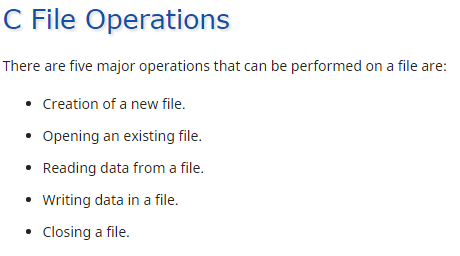 C File Operations
There are five major operations that can be performed on a file are:
• Creation of a new file.
• Opening an existing file.
• Reading data from a file.
• Writing data in a file.
• Closing a file.